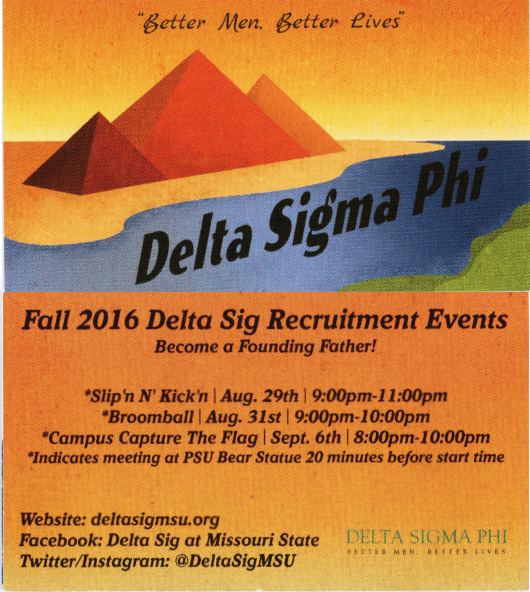 "Better Men, Better Lives"
Delta Sigma Phi
Fall 2016 Delta Sig Recruitment Events
Become a Founding Father!
*Slip'n N' Kick'n | Aug. 29th | 9:00pm-11:00pm
*Broomball | Aug. 31st | 9:00pm-10:00pm
*Campus Capture The Flag | Sept. 6th | 8:00pm-10:00pm
*Indicates meeting at PSU Bear Statue 20 minutes before start time
Website: deltasigmsu.org
Facebook: Delta Sig at Missouri State
Twitter/Instagram: @DeltaSigMSU
DELTA SIGMA PHI
BETTER MEN. BETTER LIVES.